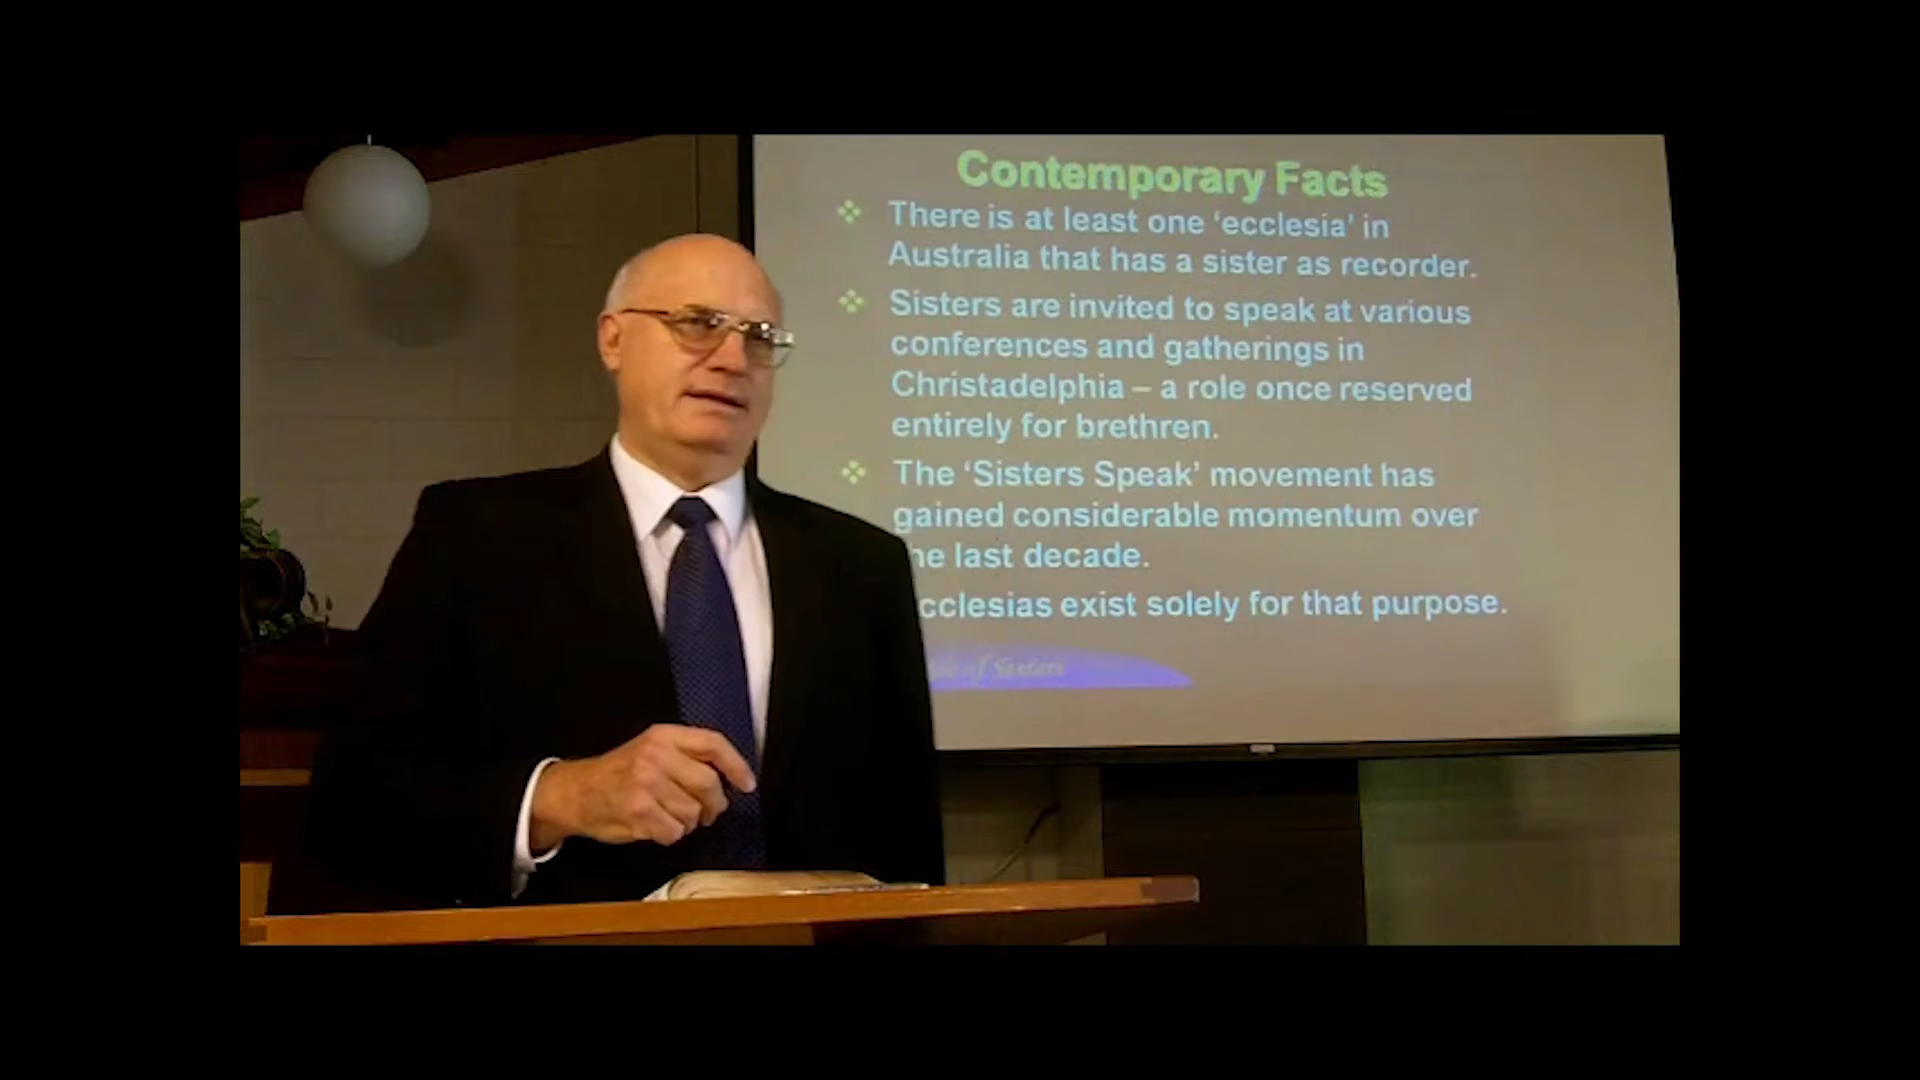 Contemporary Facts
There is at least one ‘ecclesia’ in
Australia that has a sister as recorder.
Sisters are invited to speak at various
conferences and gatherings in
Christadelphia – a role once reserved
entirely for brethren.
The ‘Sisters Speak’ movement has
gained considerable momentum over
he last decade.
cclesias exist solely for that purpose.
of Sisters